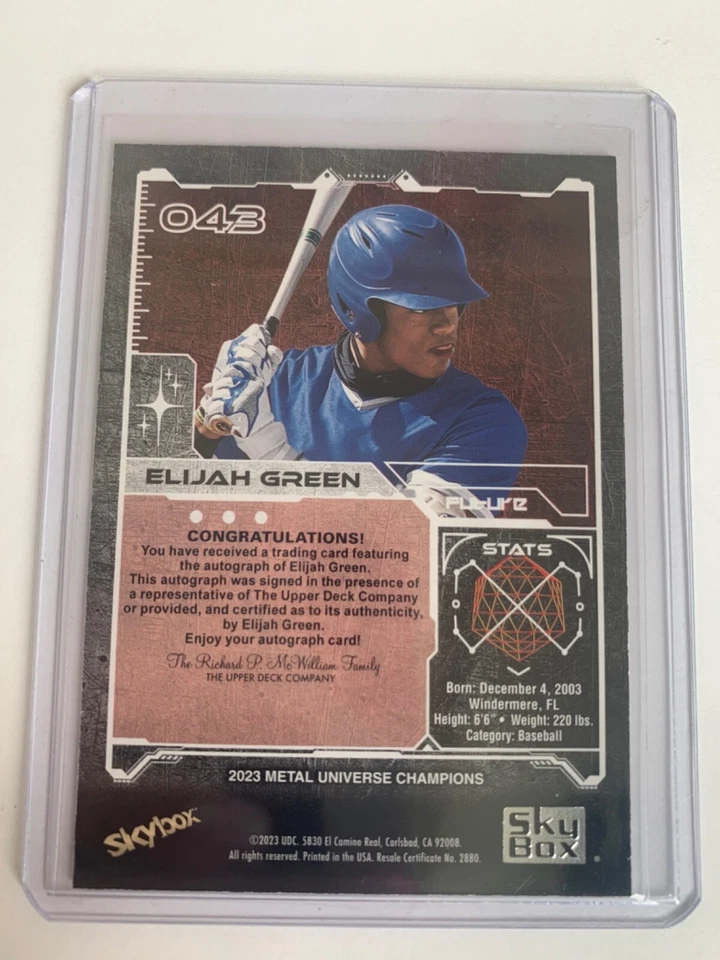 043
ELIJAH GREEN
FUTURE
CONGRATULATIONS!
You have received a trading card featuring
the autograph of Elijah Green.
This autograph was signed in the presence of
a representative of The Upper Deck Company
or provided, and certified as to its authenticity,
by Elijah Green.
Enjoy your autograph card!
The Richard P. McWilliam Family
THE UPPER DECK COMPANY
STATS
Born: December 4, 2003
Windermere, FL
Height: 6'6" • Weight: 220 lbs.
Category: Baseball
2023 METAL UNIVERSE CHAMPIONS
skybox™
©2023 UDC. 5830 El Camino Real, Carlsbad, CA 92008.
All rights reserved. Printed in the USA. Resale Certificate No. 2880.
Sky
Box ®